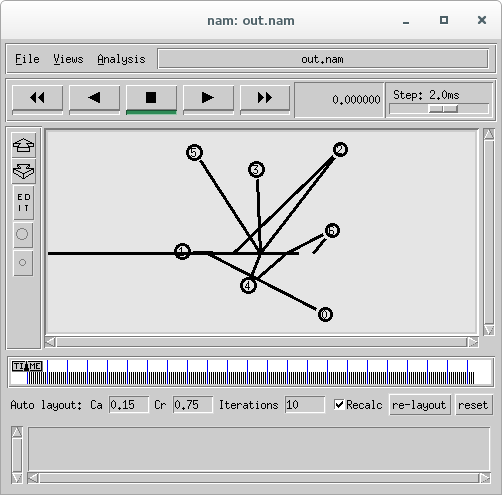 nam: out.nam
File Views Analysis out.nam
0.000000 Step: 2.0ms
ED
IT
5
3
2
6
1
4
0
TIME
Auto layout: Ca 0.15 Cr 0.75 Iterations 10 Recalc re-layout reset